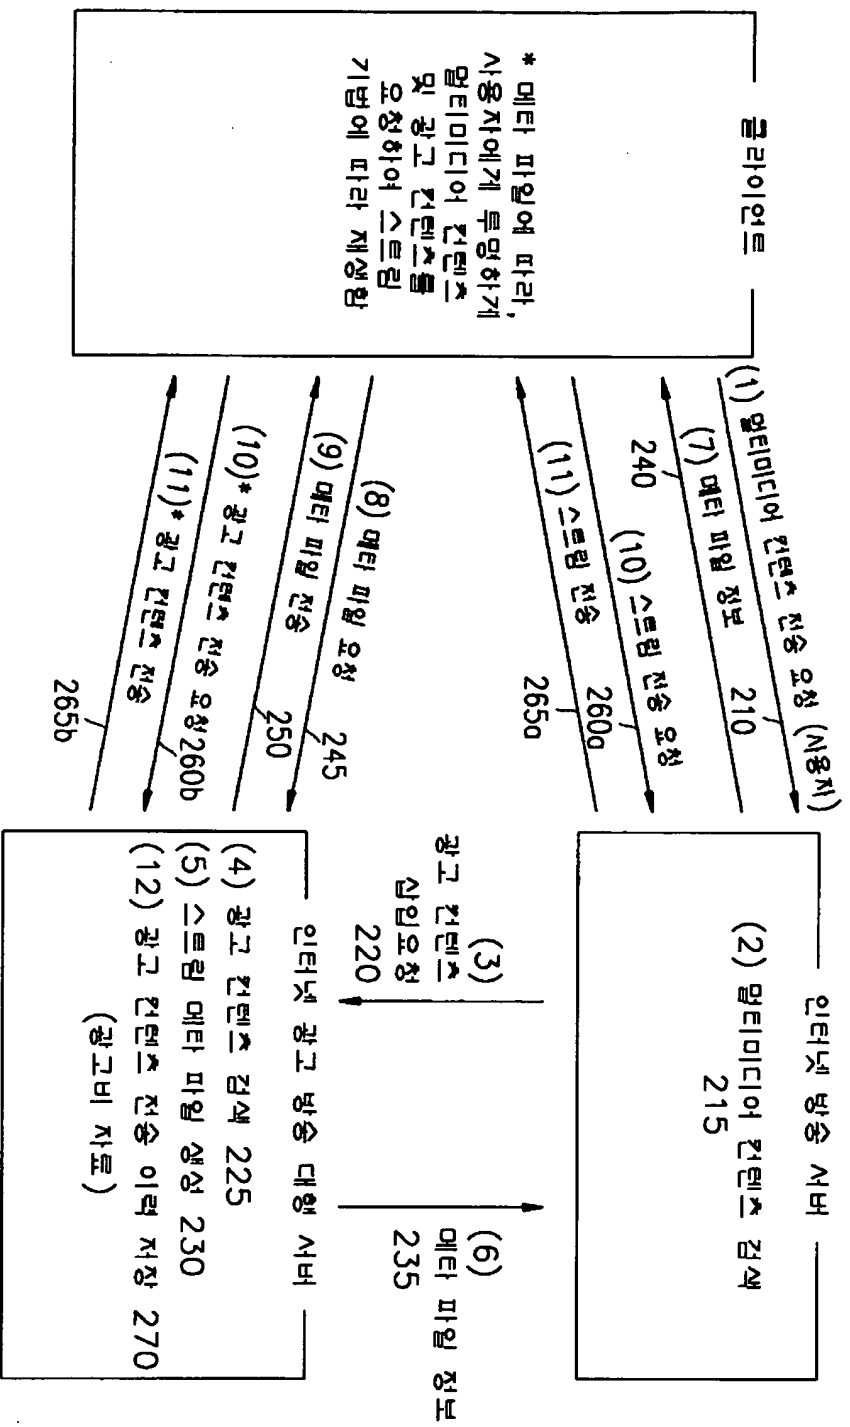 클라이언트
* 메타 파일에 따라,
사용자에게 투명하게
멀티미디어 컨텐츠
및 광고 컨텐츠를
요청하여 스트림
기법에 따라 재생함
(1) 멀티미디어 컨텐츠 전송 요청 (사용자)
210
(7) 메타 파일 정보
240
(10) 스트림 전송 요청
260a
(11) 스트림 전송
265a
(8) 메타 파일 요청
245
(9) 메타 파일 전송
250
(10)* 광고 컨텐츠 전송 요청
260b
(11)* 광고 컨텐츠 전송
265b
인터넷 방송 서버
(2) 멀티미디어 컨텐츠 검색
215
(3)
광고 컨텐츠
삽입요청
220
(6)
메타 파일 정보
235
인터넷 광고 방송 대행 서버
(4) 광고 컨텐츠 검색 225
(5) 스트림 메타 파일 생성 230
(12) 광고 컨텐츠 전송 이력 저장 270
(광고비 자료)